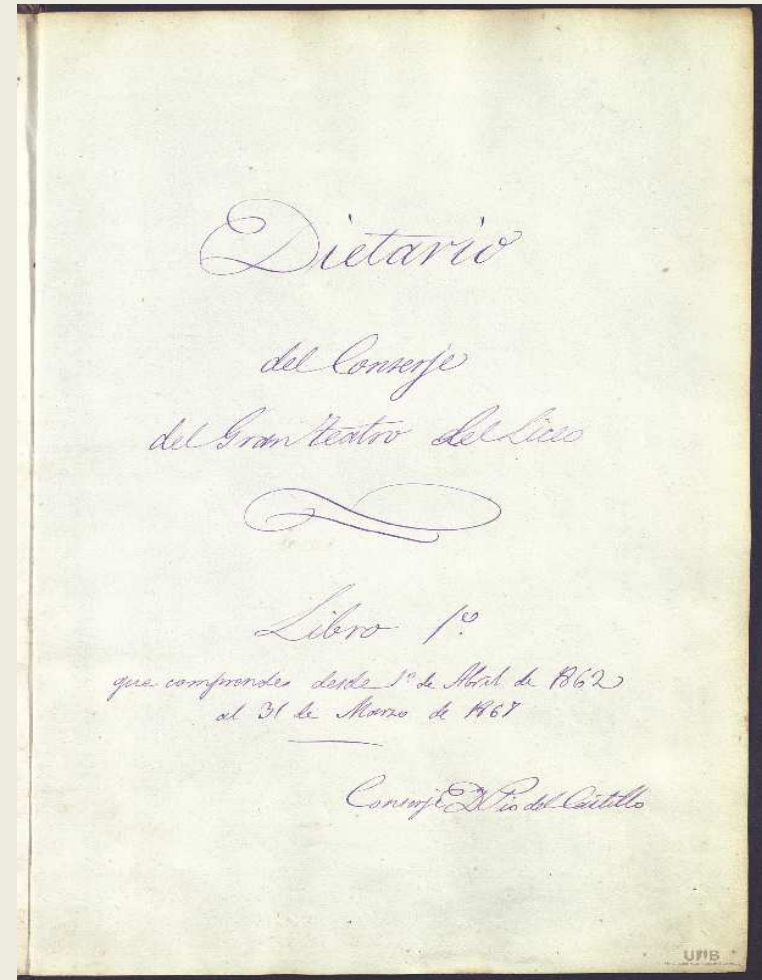 Dietario
del Conserje
del Gran teatro del Liceo
Libro 1º
que comprende desde 1º de Abril de 1862
al 31 de Marzo de 1867
Conserje D. Pio del Castillo
UAB